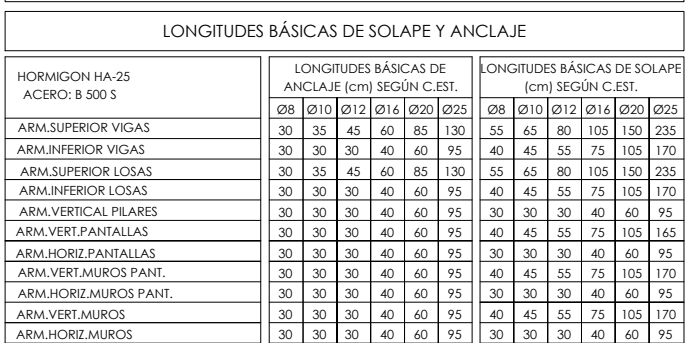 LONGITUDES BÁSICAS DE SOLAPE Y ANCLAJE
HORMIGON HA-25
ACERO: B 500 S
LONGITUDES BÁSICAS DE
ANCLAJE (cm) SEGÚN C.EST.
LONGITUDES BÁSICAS DE SOLAPE
(cm) SEGÚN C.EST.
Ø8 Ø10 Ø12 Ø16 Ø20 Ø25 Ø8 Ø10 Ø12 Ø16 Ø20 Ø25
ARM.SUPERIOR VIGAS 30 35 45 60 85 130 55 65 80 105 150 235
ARM.INFERIOR VIGAS 30 30 30 40 60 95 40 45 55 75 105 170
ARM.SUPERIOR LOSAS 30 35 45 60 85 130 55 65 80 105 150 235
ARM.INFERIOR LOSAS 30 30 30 40 60 95 40 45 55 75 105 170
ARM.VERTICAL PILARES 30 30 30 40 60 95 30 30 30 40 60 95
ARM.VERT.PANTALLAS 30 30 30 40 60 95 40 45 55 75 105 165
ARM.HORIZ.PANTALLAS 30 30 30 40 60 95 30 30 30 40 60 95
ARM.VERT.MUROS PANT. 30 30 30 40 60 95 40 45 55 75 105 170
ARM.HORIZ.MUROS PANT. 30 30 30 40 60 95 30 30 30 40 60 95
ARM.VERT.MUROS 30 30 30 40 60 95 40 45 55 75 105 170
ARM.HORIZ.MUROS 30 30 30 40 60 95 30 30 30 40 60 95